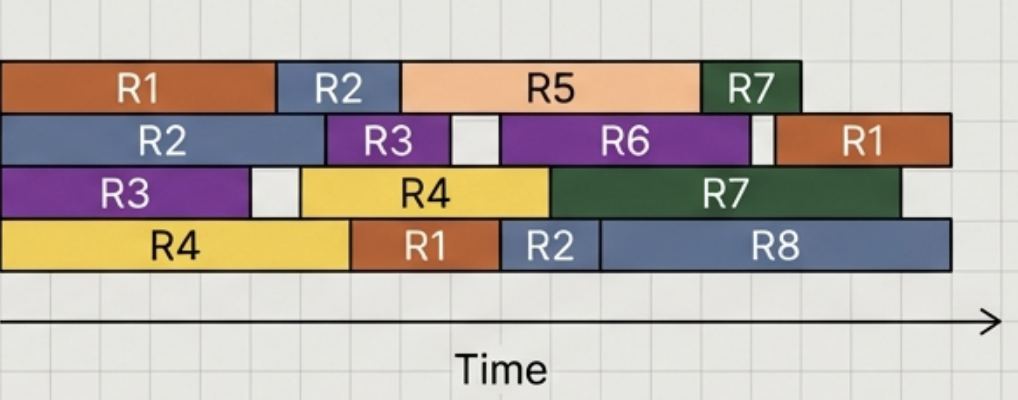 R1 R2 R5 R7
R2 R3 R6 R1
R3 R4 R7
R4 R1 R2 R8
Time